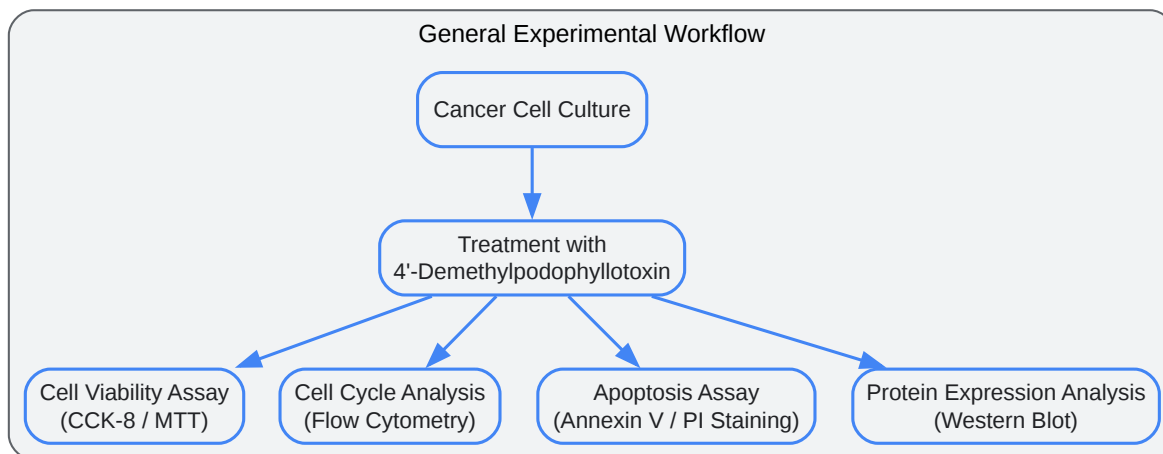 General Experimental Workflow
Cancer Cell Culture
Treatment with
4'-Demethylpodophyllotoxin
Cell Viability Assay
(CCK-8 / MTT)
Cell Cycle Analysis
(Flow Cytometry)
Apoptosis Assay
(Annexin V / PI Staining)
Protein Expression Analysis
(Western Blot)